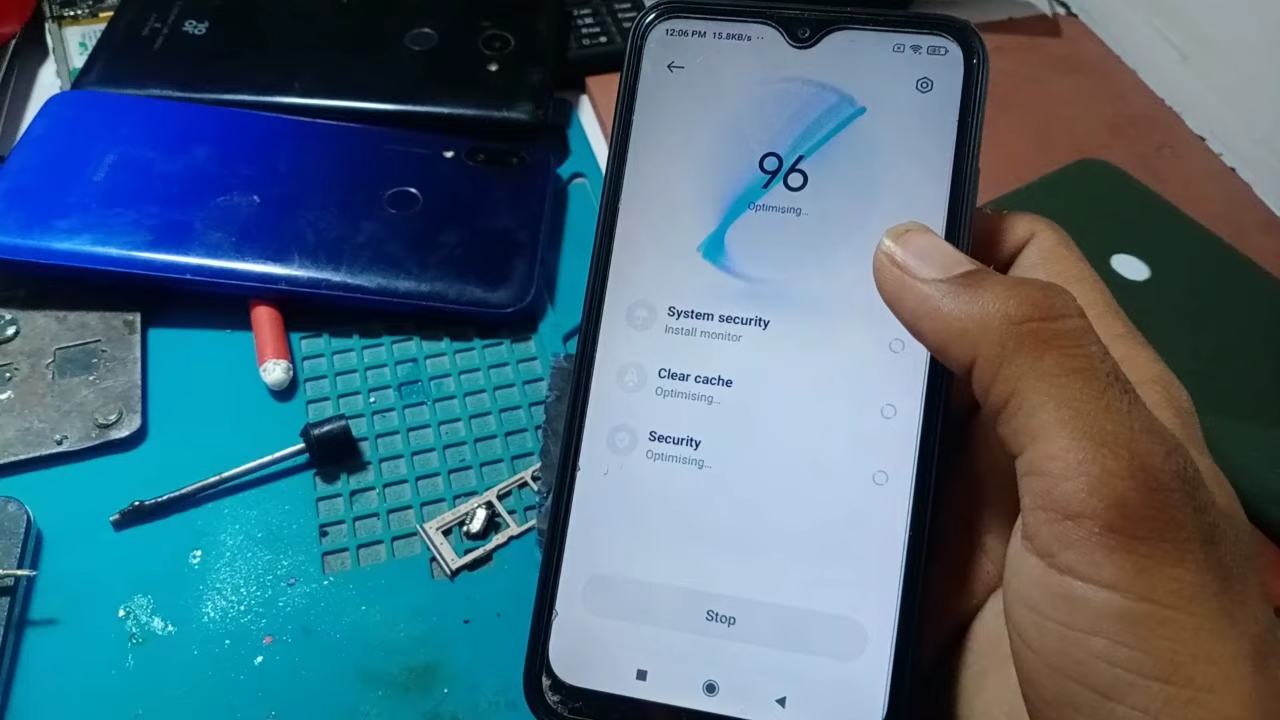 12:06 PM 15.8KB/s ··
96
Optimising...
System security
Install monitor
Clear cache
Optimising...
Security
Optimising...
Stop